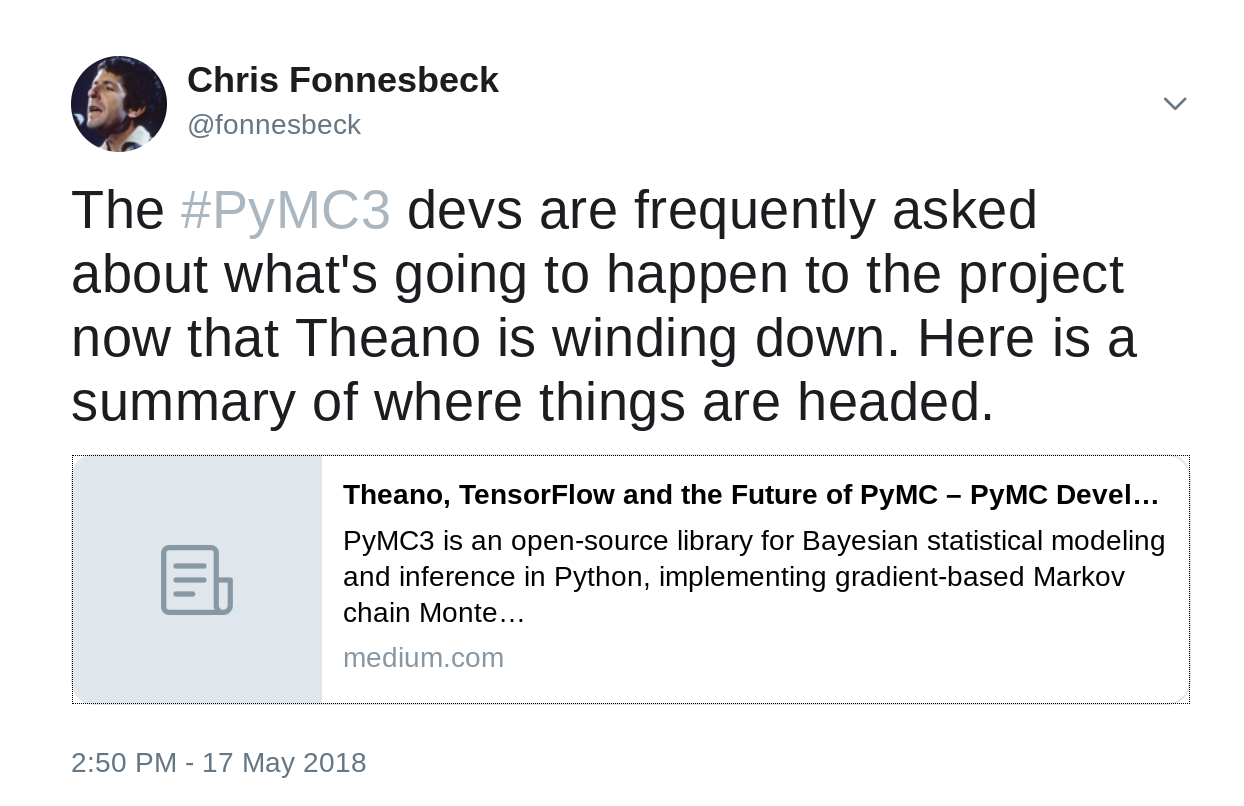 Chris Fonnesbeck
@fonnesbeck
The #PyMC3 devs are frequently asked
about what's going to happen to the project
now that Theano is winding down. Here is a
summary of where things are headed.
Theano, TensorFlow and the Future of PyMC – PyMC Devel…
PyMC3 is an open-source library for Bayesian statistical modeling
and inference in Python, implementing gradient-based Markov
chain Monte…
medium.com
2:50 PM - 17 May 2018